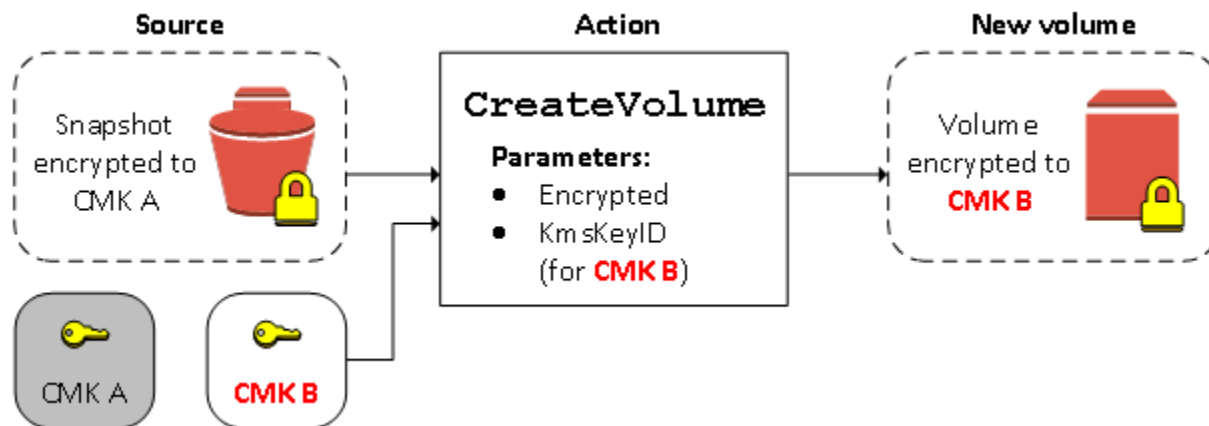 Source
Action
New volume
Snapshot
encrypted to
CMK A
CreateVolume
Parameters:
● Encrypted
● KmsKeyID
(for CMK B)
Volume
encrypted to
CMK B
CMK A
CMK B